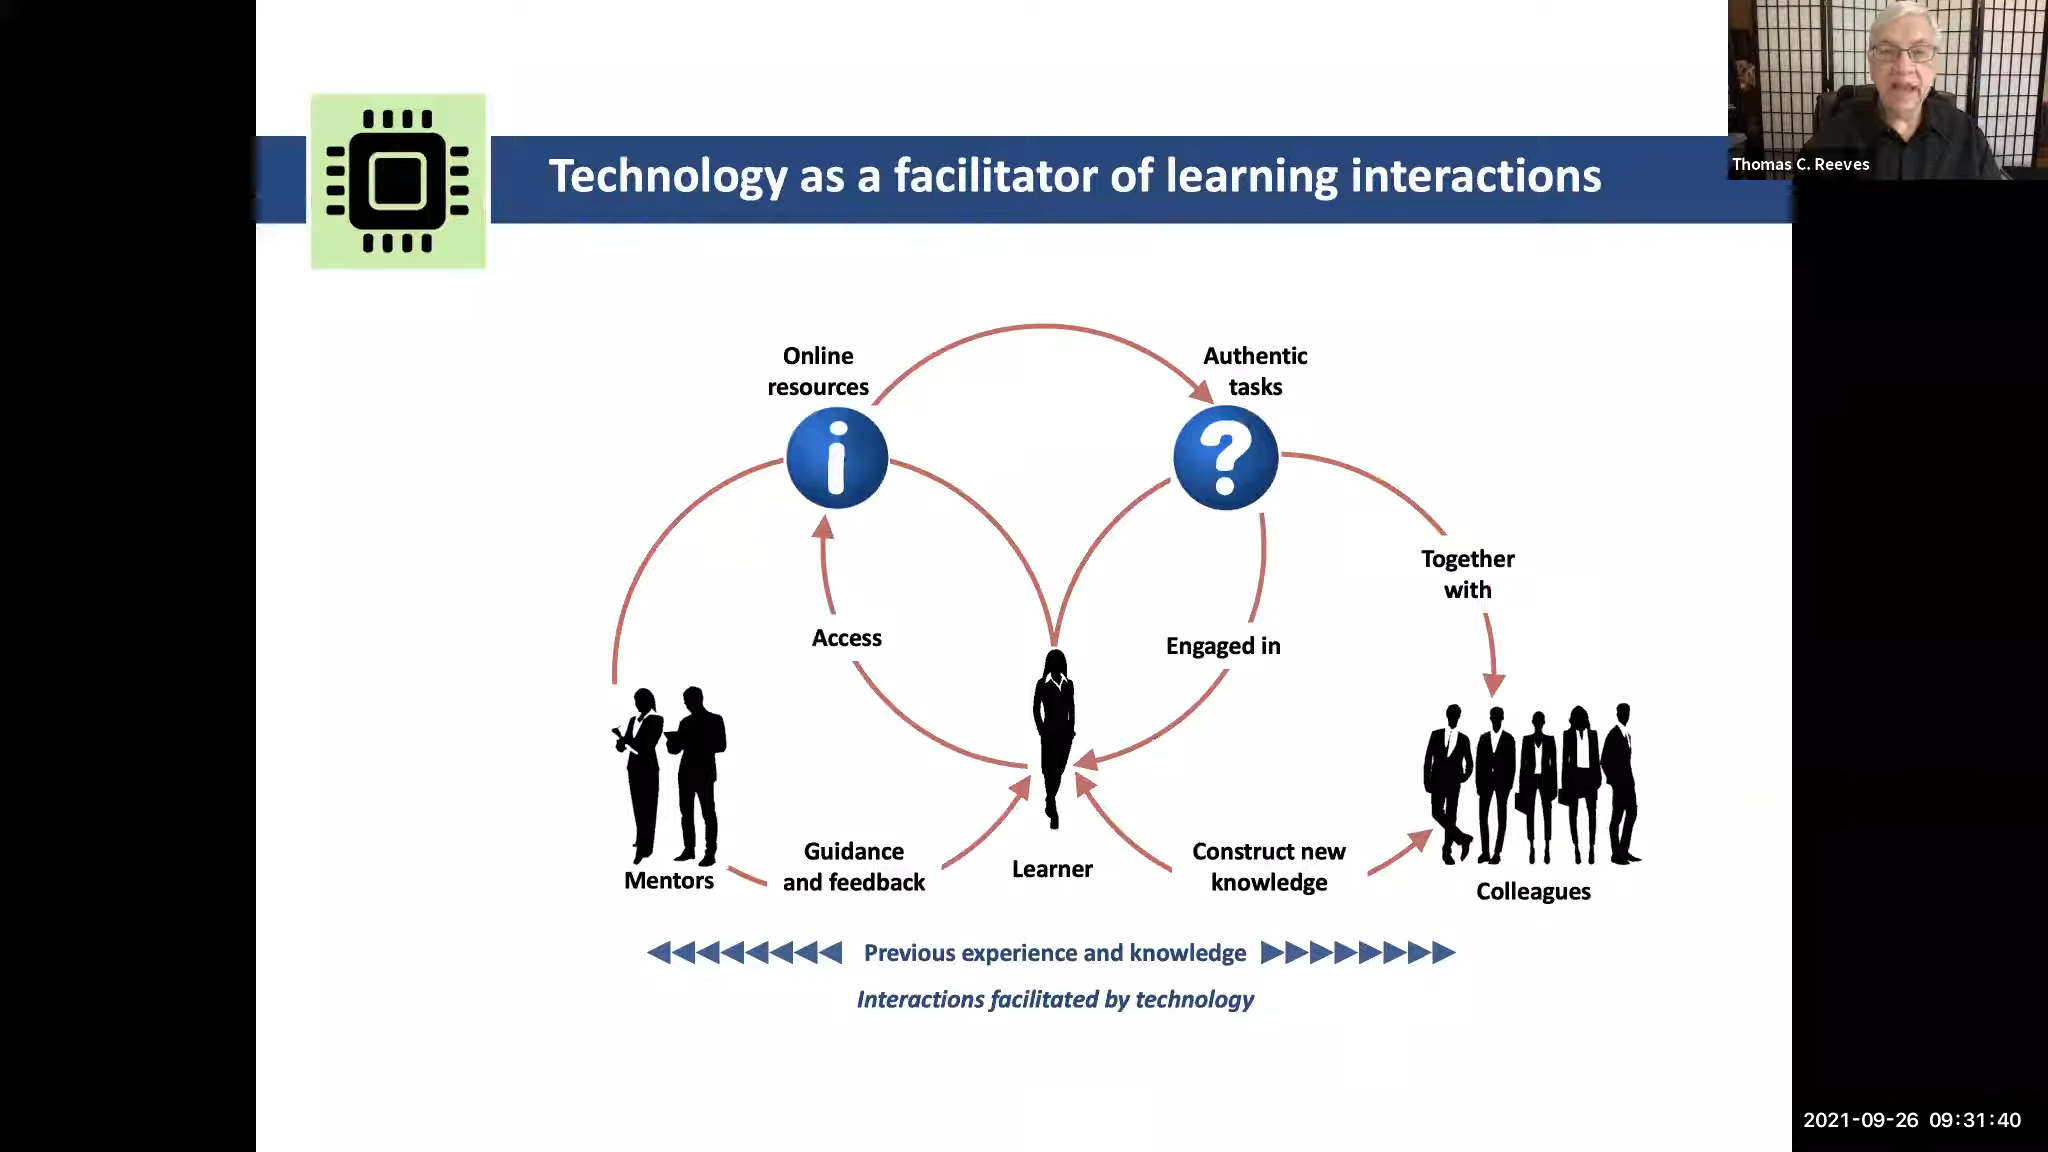 Technology as a facilitator of learning interactions
Thomas C. Reeves
Online
resources
Authentic
tasks
Together
with
Access
Engaged in
Mentors
Guidance
and feedback
Learner
Construct new
knowledge
Colleagues
Previous experience and knowledge
Interactions facilitated by technology
2021-09-26 09:31:40